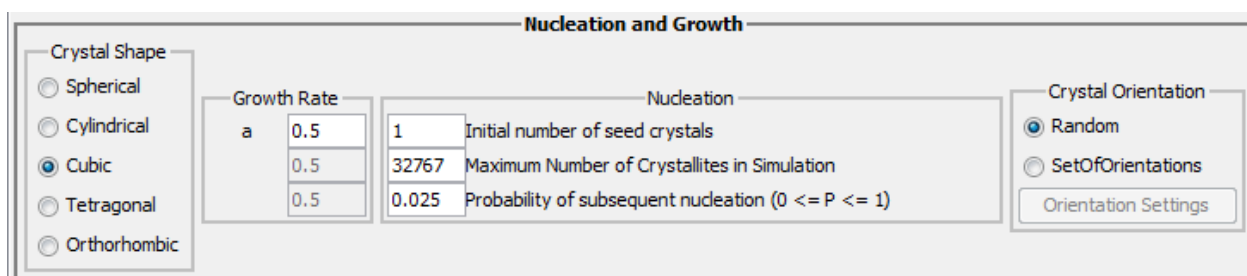 Nucleation and Growth
Crystal Shape
Spherical
Cylindrical
Cubic
Tetragonal
Orthorhombic
Growth Rate
a 0.5
0.5
0.5
Nucleation
1 Initial number of seed crystals
32767 Maximum Number of Crystallites in Simulation
0.025 Probability of subsequent nucleation (0 <= P <= 1)
Crystal Orientation
Random
SetOfOrientations
Orientation Settings